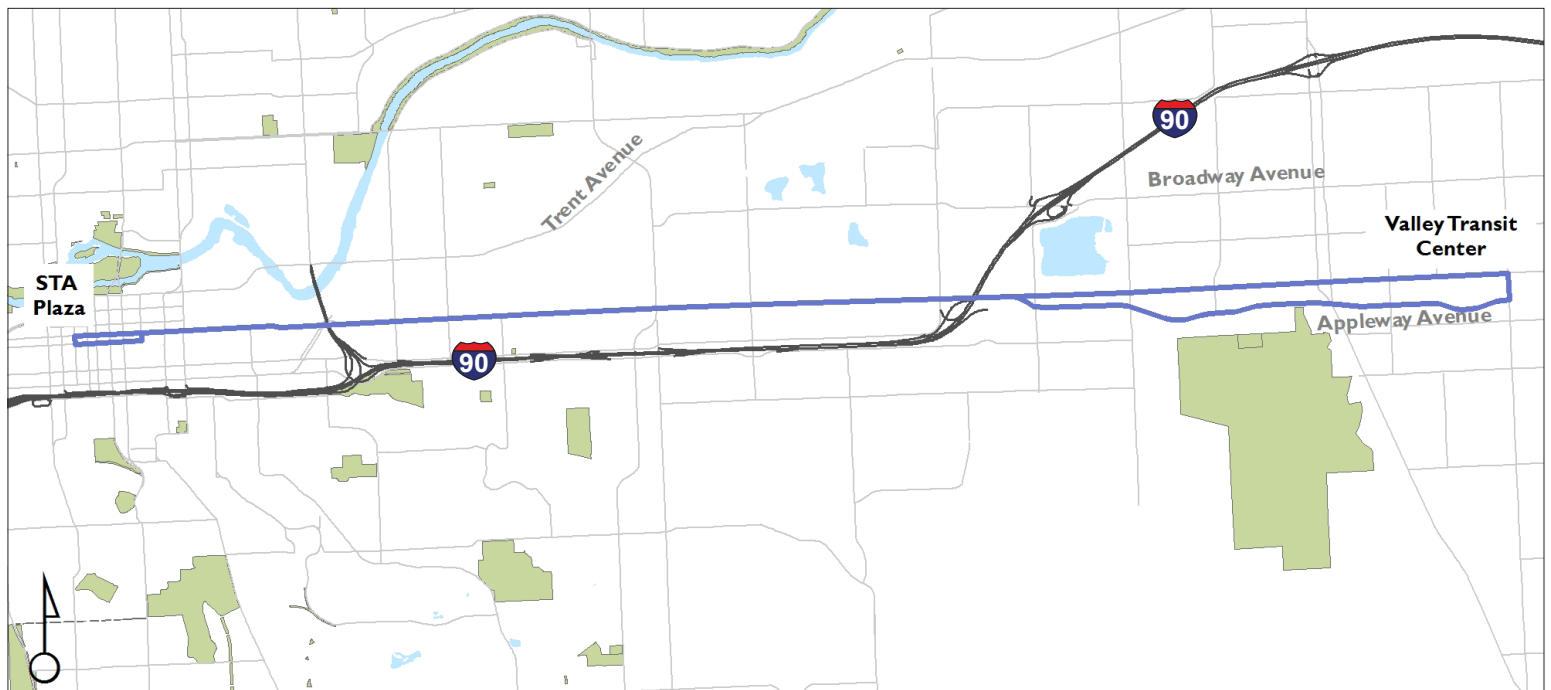 90
Trent Avenue
Broadway Avenue
Valley Transit
Center
STA
Plaza
Appleway Avenue
90